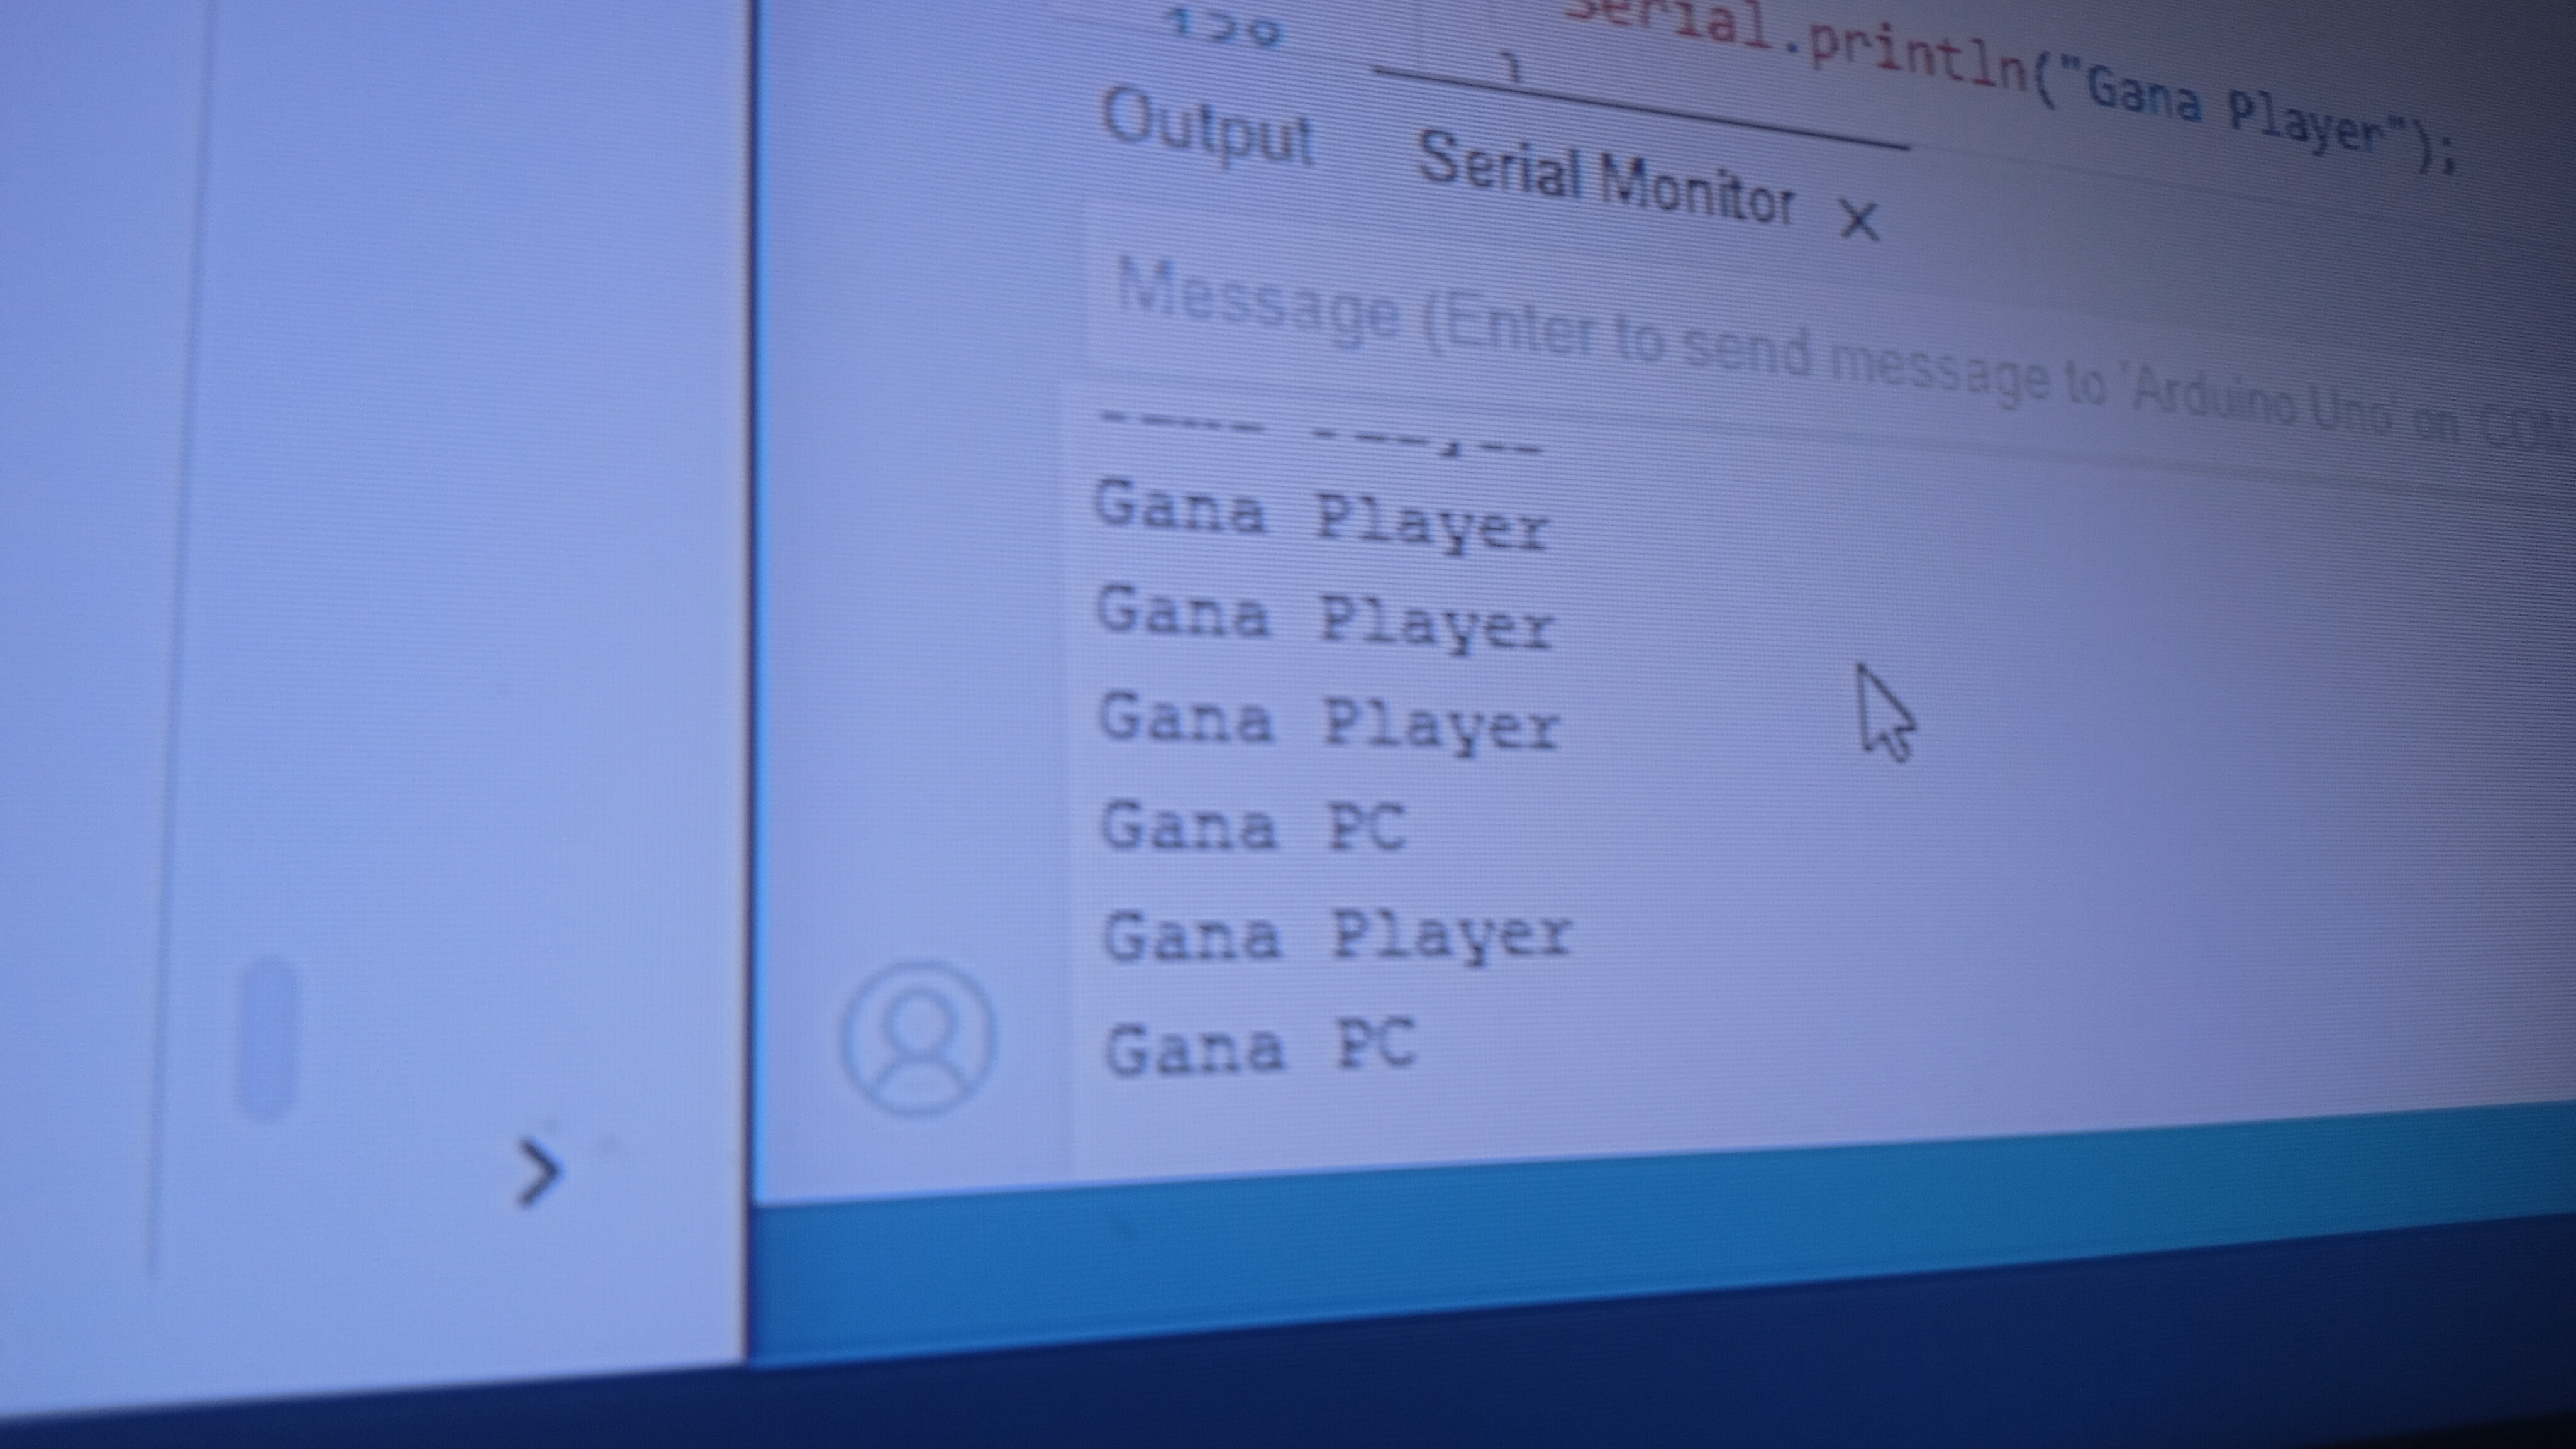 Serial.println("Gana Player");
}
Output Serial Monitor X
Message (Enter to send message to 'Arduino Uno' on COM
Gana Player
Gana Player
Gana Player
Gana PC
Gana Player
Gana PC